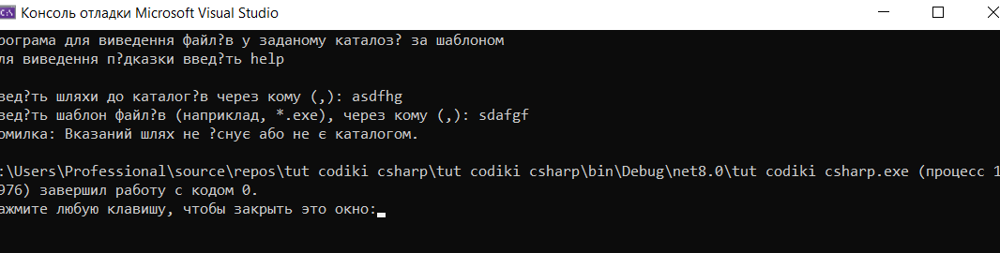 Консоль отладки Microsoft Visual Studio
рограма для виведення файл?в у заданому каталоз? за шаблоном
ля виведення п?дказки введ?ть help
вед?ть шляхи до каталог?в через кому (,): asdfhg
вед?ть шаблон файл?в (наприклад, *.exe), через кому (,): sdafgf
омилка: Вказаний шлях не ?снує або не є каталогом.
:\Users\Professional\source\repos\tut codiki csharp\tut codiki csharp\bin\Debug\net8.0\tut codiki csharp.exe (процесс 1
976) завершил работу с кодом 0.
ажмите любую клавишу, чтобы закрыть это окно: